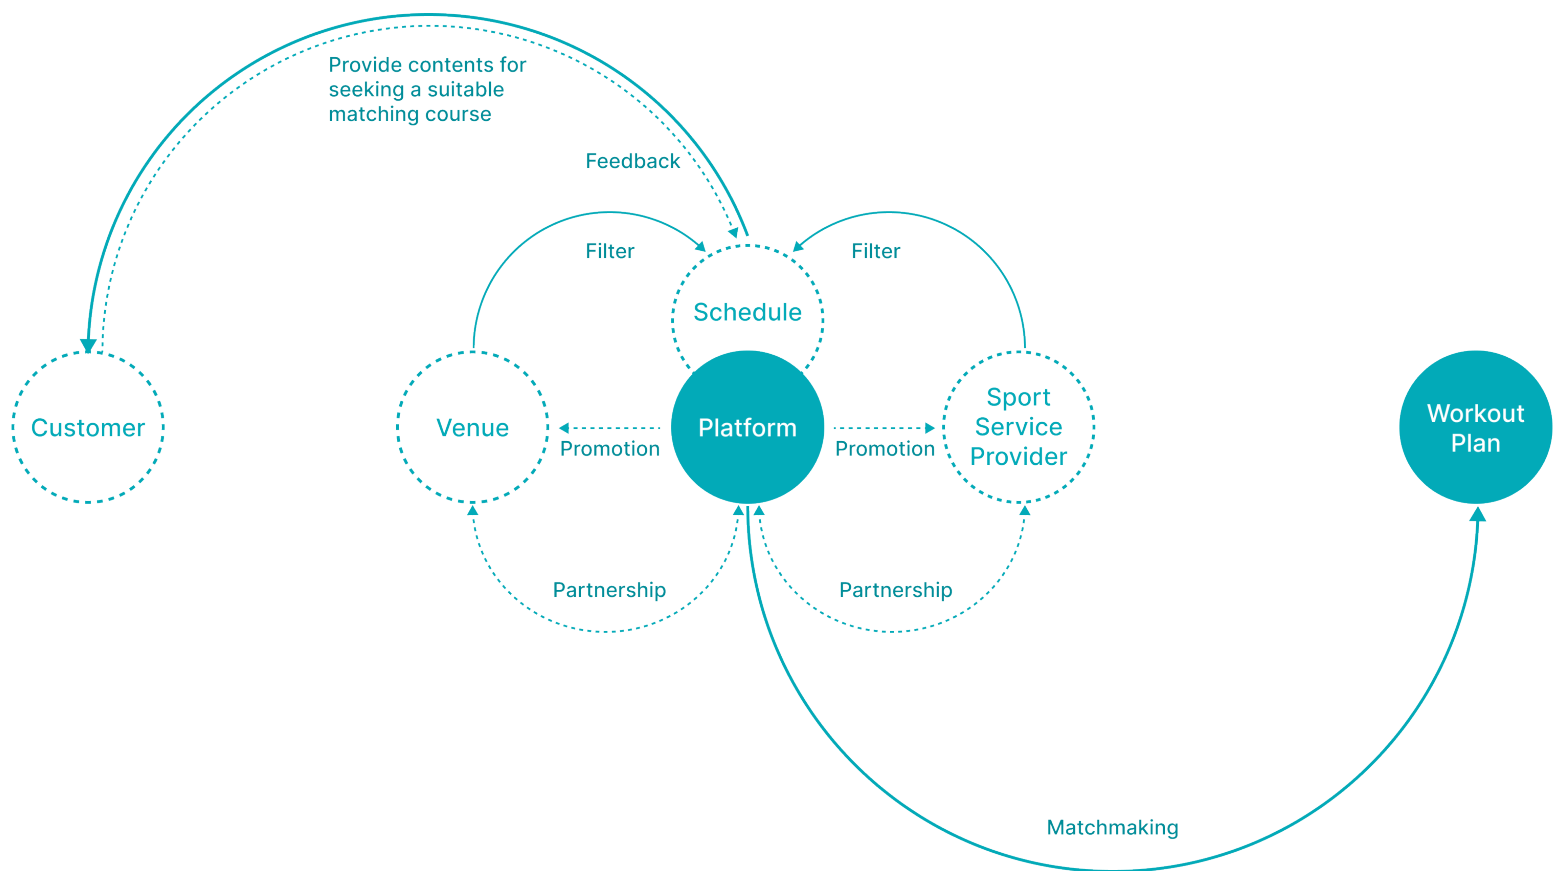 Provide contents for
seeking a suitable
matching course
Feedback
Filter
Filter
Schedule
Customer
Venue
Promotion
Platform
Promotion
Sport
Service
Provider
Workout
Plan
Partnership
Partnership
Matchmaking